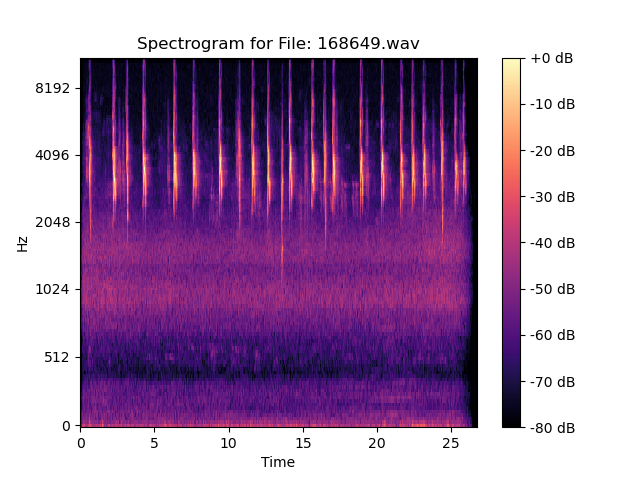 Spectrogram for File: 168649.wav
Hz
8192
4096
2048
1024
512
0
0 5 10 15 20 25
Time
+0 dB
-10 dB
-20 dB
-30 dB
-40 dB
-50 dB
-60 dB
-70 dB
-80 dB